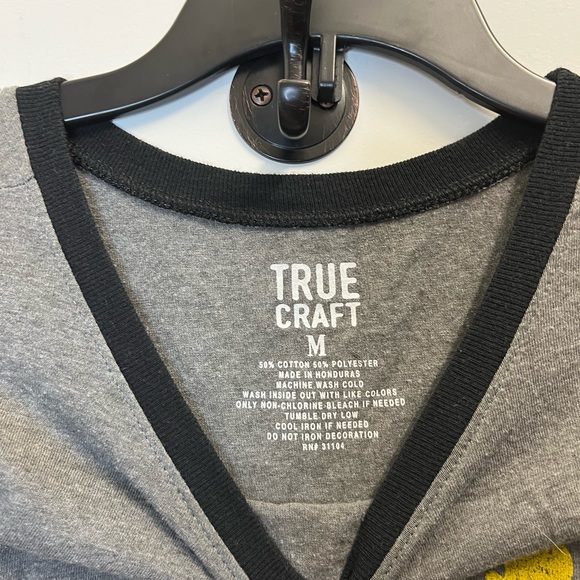 TRUE
CRAFT
M
50% COTTON 50% POLYESTER
MADE IN HONDURAS
MACHINE WASH COLD
WASH INSIDE OUT WITH LIKE COLORS
ONLY NON-CHLORINE BLEACH IF NEEDED
TUMBLE DRY LOW
COOL IRON IF NEEDED
DO NOT IRON DECORATION
RN# 31104